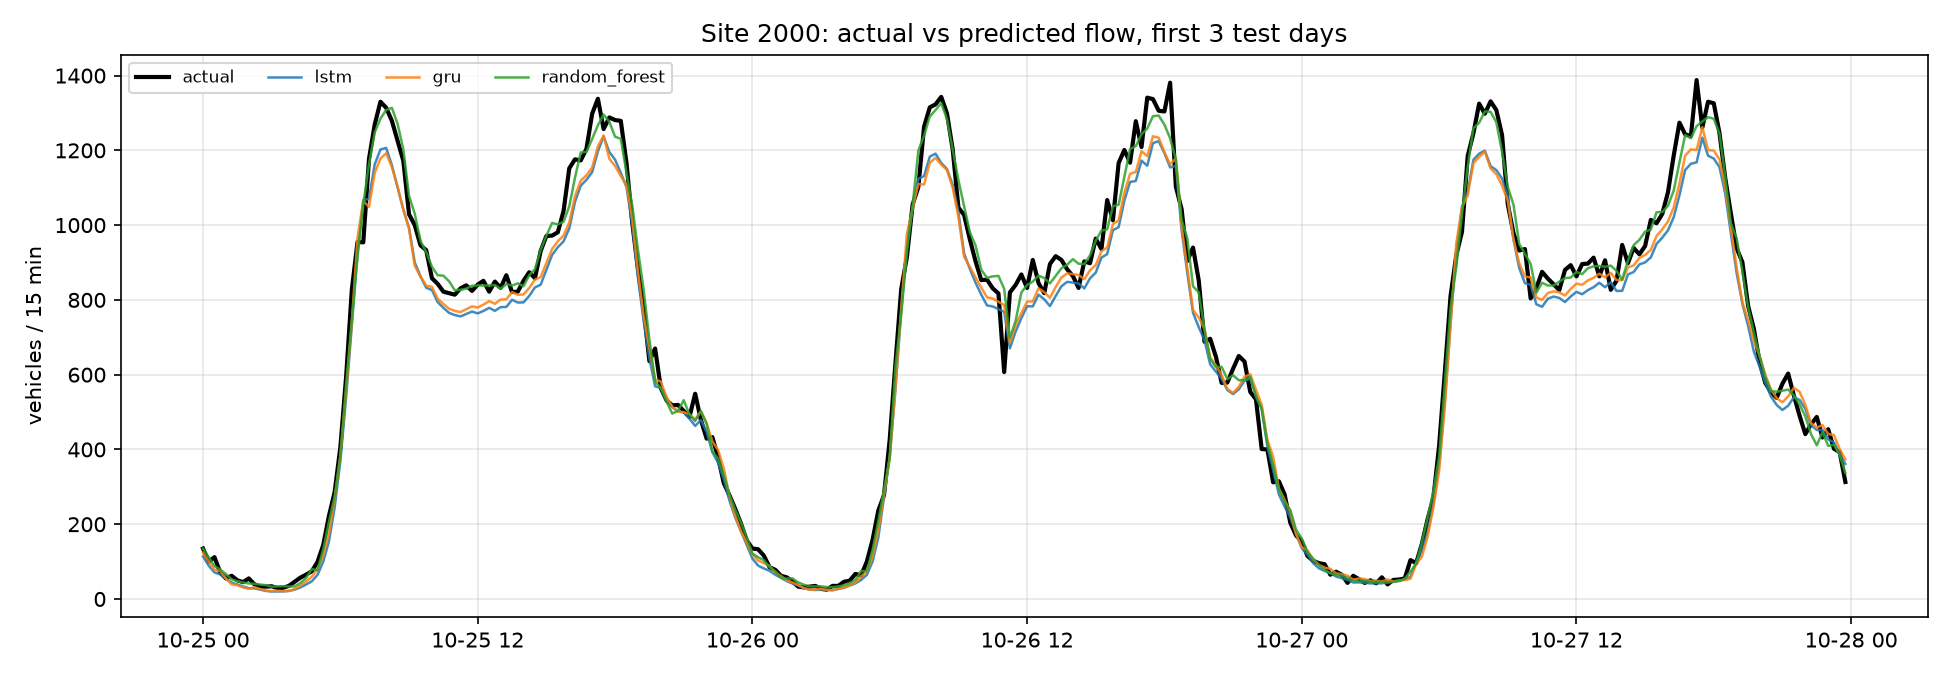 Site 2000: actual vs predicted flow, first 3 test days
actual lstm gru random_forest
vehicles / 15 min
1400
1200
1000
800
600
400
200
0
10-25 00 10-25 12 10-26 00 10-26 12 10-27 00 10-27 12 10-28 00